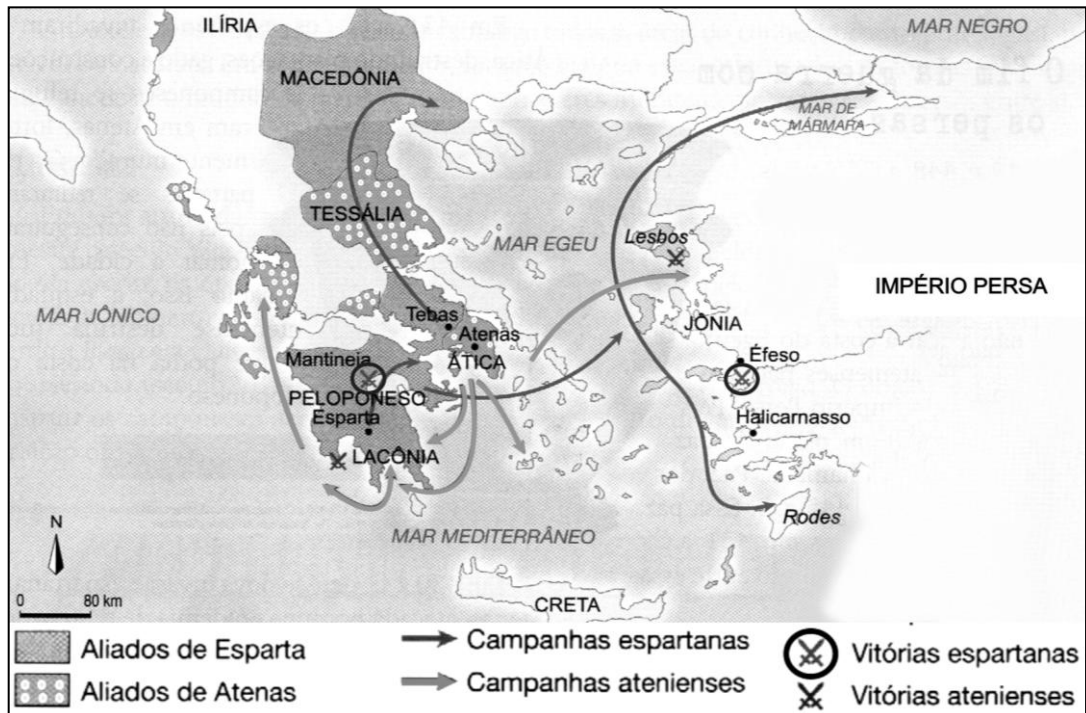 ILÍRIA
MAR NEGRO
MACEDÔNIA
MAR DE
MÁRMARA
TESSÁLIA
MAR EGEU
Lesbos
IMPÉRIO PERSA
MAR JÔNICO
Tebas
Atenas
JÔNIA
Mantineia
ÁTICA
Éfeso
PELOPONESO
Esparta
Halicarnasso
LACÔNIA
Rodes
MAR MEDITERRÂNEO
N
CRETA
0 80 km
Aliados de Esparta
Campanhas espartanas
Vitórias espartanas
Aliados de Atenas
Campanhas atenienses
Vitórias atenienses